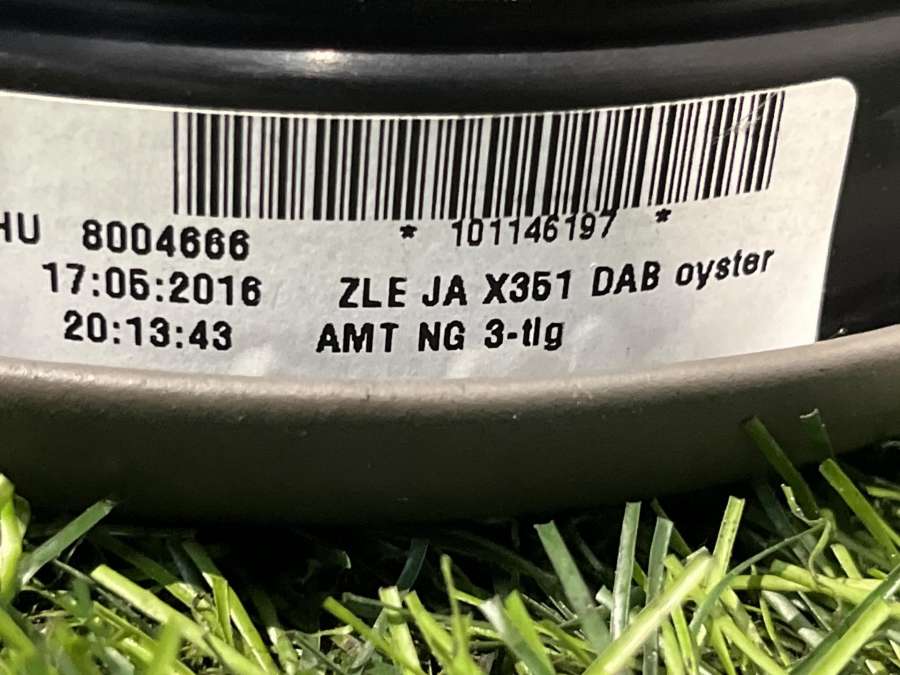 * 101146197 *
HU 8004666
17:05:2016 ZLE JA X351 DAB oyster
20:13:43 AMT NG 3-tlg